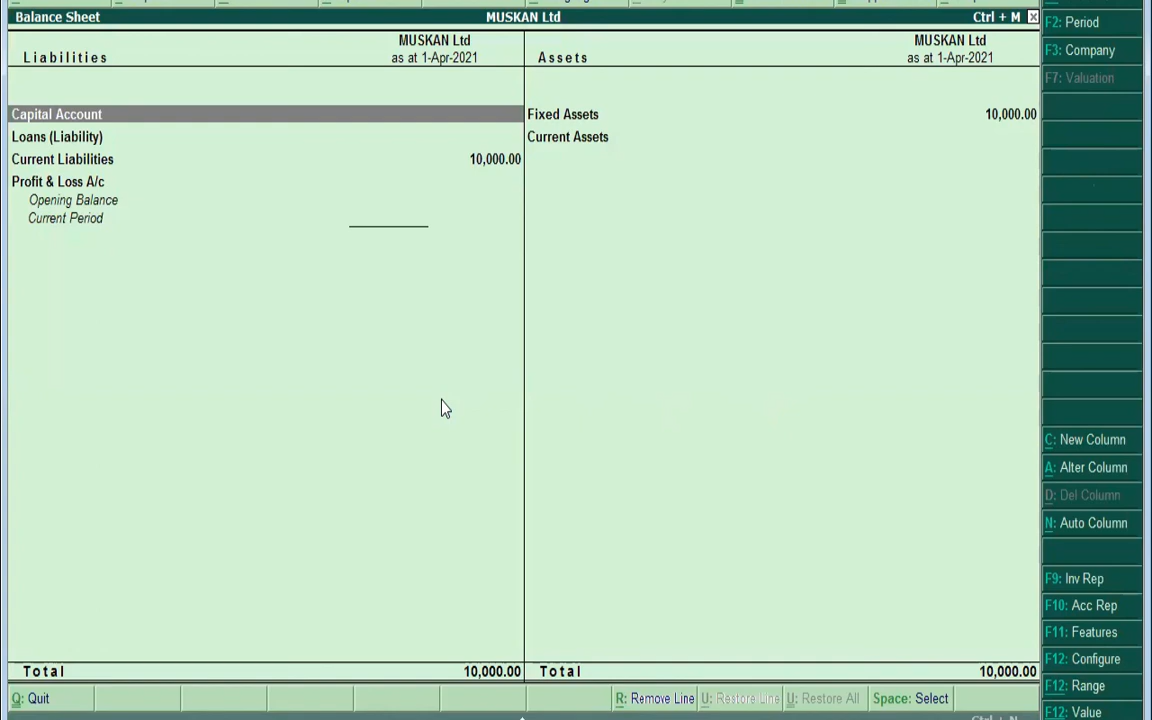 Balance Sheet MUSKAN Ltd Ctrl + M
MUSKAN Ltd MUSKAN Ltd
Liabilities as at 1-Apr-2021 Assets as at 1-Apr-2021
Capital Account Fixed Assets 10,000.00
Loans (Liability) Current Assets
Current Liabilities 10,000.00
Profit & Loss A/c
Opening Balance
Current Period
Total 10,000.00 Total 10,000.00
Q: Quit R: Remove Line U: Restore Line U: Restore All Space: Select
F2: Period
F3: Company
F7: Valuation
C: New Column
A: Alter Column
D: Del Column
N: Auto Column
F9: Inv Rep
F10: Acc Rep
F11: Features
F12: Configure
F12: Range
F12: Value
Ctrl + N